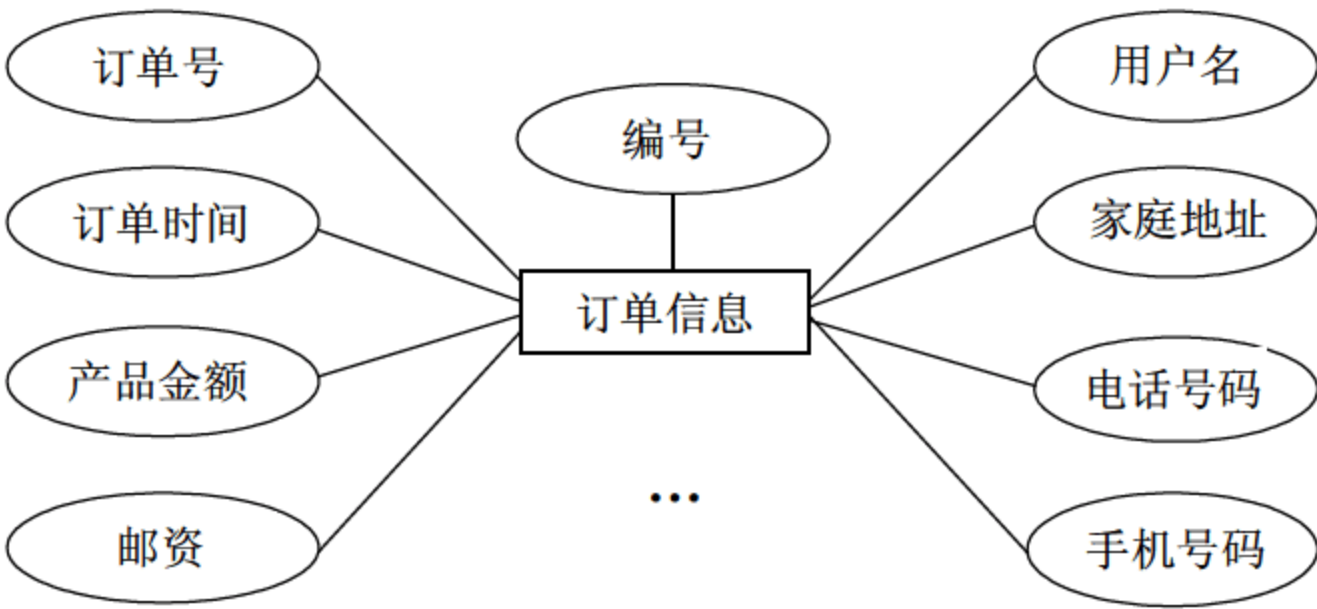 订单号
用户名
编号
订单时间
家庭地址
订单信息
产品金额
电话号码
...
邮资
手机号码